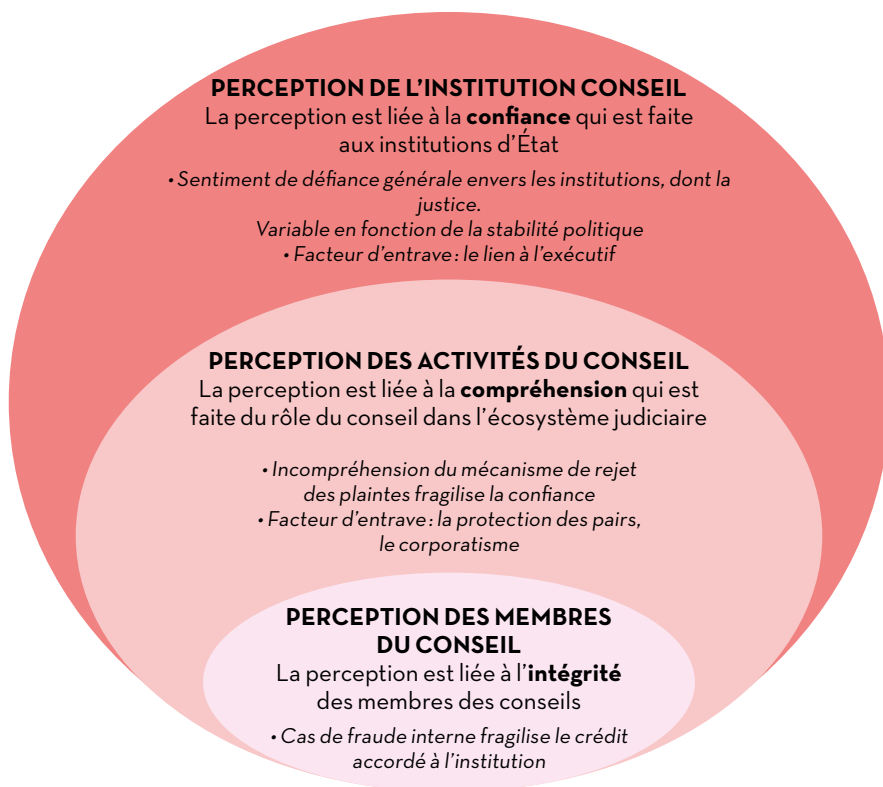 PERCEPTION DE L’INSTITUTION CONSEIL
La perception est liée à la confiance qui est faite
aux institutions d’État
• Sentiment de défiance générale envers les institutions, dont la
justice.
Variable en fonction de la stabilité politique
• Facteur d’entrave : le lien à l’exécutif
PERCEPTION DES ACTIVITÉS DU CONSEIL
La perception est liée à la compréhension qui est
faite du rôle du conseil dans l’écosystème judiciaire
• Incompréhension du mécanisme de rejet
des plaintes fragilise la confiance
• Facteur d’entrave : la protection des pairs,
le corporatisme
PERCEPTION DES MEMBRES
DU CONSEIL
La perception est liée à l’intégrité
des membres des conseils
• Cas de fraude interne fragilise le crédit
accordé à l’institution